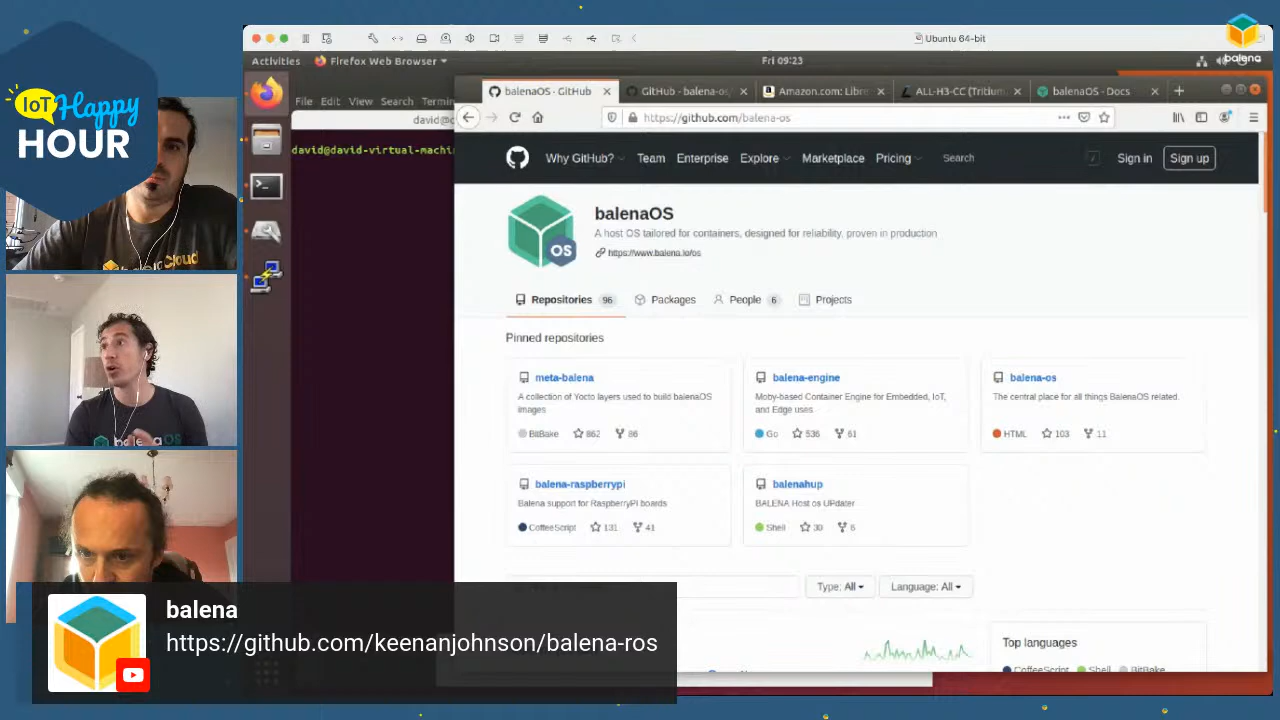 IoT Happy
HOUR
balenaCloud
balenaOS
Ubuntu 64-bit
balena
Activities
Firefox Web Browser
Fri 09:23
File Edit View Search Termin
david@d
david@david-virtual-machin
balenaOS · GitHub
GitHub - balena-os/
Amazon.com: Libre
ALL-H3-CC (Tritium
balenaOS - Docs
https://github.com/balena-os
Why GitHub?
Team
Enterprise
Explore
Marketplace
Pricing
Search
/
Sign in
Sign up
OS
balenaOS
A host OS tailored for containers, designed for reliability, proven in production
https://www.balena.io/os
Repositories 96
Packages
People 6
Projects
Pinned repositories
meta-balena
A collection of Yocto layers used to build balenaOS
images
BitBake 862 86
balena-engine
Moby-based Container Engine for Embedded, IoT,
and Edge uses
Go 536 61
balena-os
The central place for all things BalenaOS related.
HTML 103 11
balena-raspberrypi
Balena support for RaspberryPi boards
CoffeeScript 131 41
balenahup
BALENA Host os UPdater
Shell 30 6
Type: All
Language: All
Top languages
CoffeeScript Shell BitBake
balena
https://github.com/keenanjohnson/balena-ros